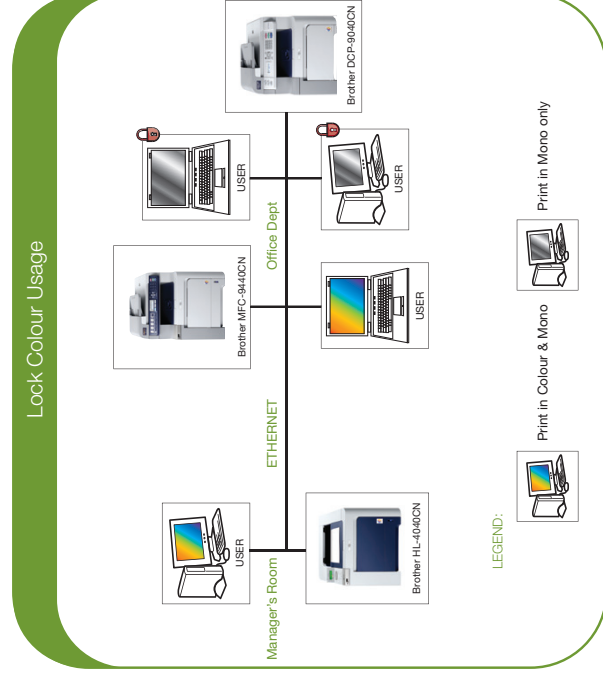 Lock Colour Usage
USER
Brother MFC-9440CN
USER
Brother DCP-9040CN
Manager's Room
ETHERNET
Office Dept
Brother HL-4040CN
USER
USER
LEGEND:
Print in Colour & Mono
Print in Mono only